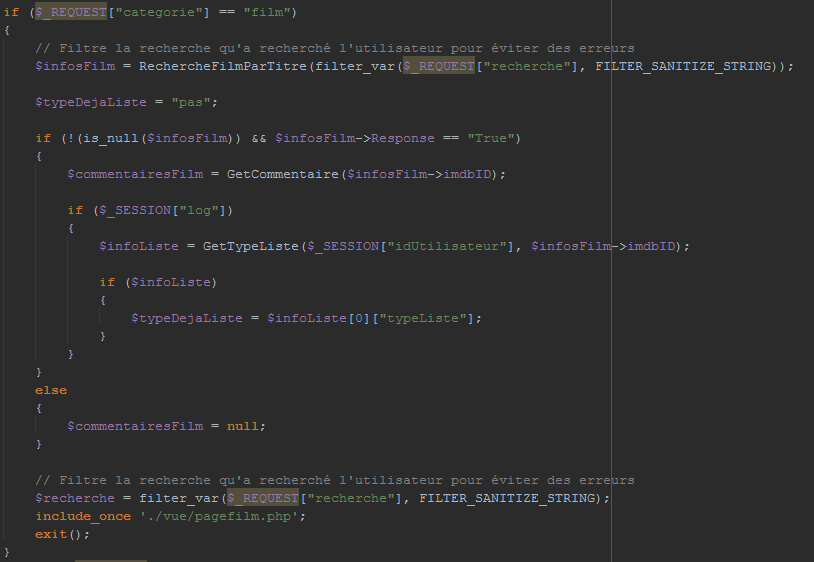 if ($_REQUEST["categorie"] == "film")
{
// Filtre la recherche qu'a recherché l'utilisateur pour éviter des erreurs
$infosFilm = RechercheFilmParTitre(filter_var($_REQUEST["recherche"], FILTER_SANITIZE_STRING));
$typeDejaListe = "pas";
if (!(is_null($infosFilm)) && $infosFilm->Response == "True")
{
$commentairesFilm = GetCommentaire($infosFilm->imdbID);
if ($_SESSION["log"])
{
$infoListe = GetTypeListe($_SESSION["idUtilisateur"], $infosFilm->imdbID);
if ($infoListe)
{
$typeDejaListe = $infoListe[0]["typeListe"];
}
}
}
else
{
$commentairesFilm = null;
}
// Filtre la recherche qu'a recherché l'utilisateur pour éviter des erreurs
$recherche = filter_var($_REQUEST["recherche"], FILTER_SANITIZE_STRING);
include_once './vue/pagefilm.php';
exit();
}